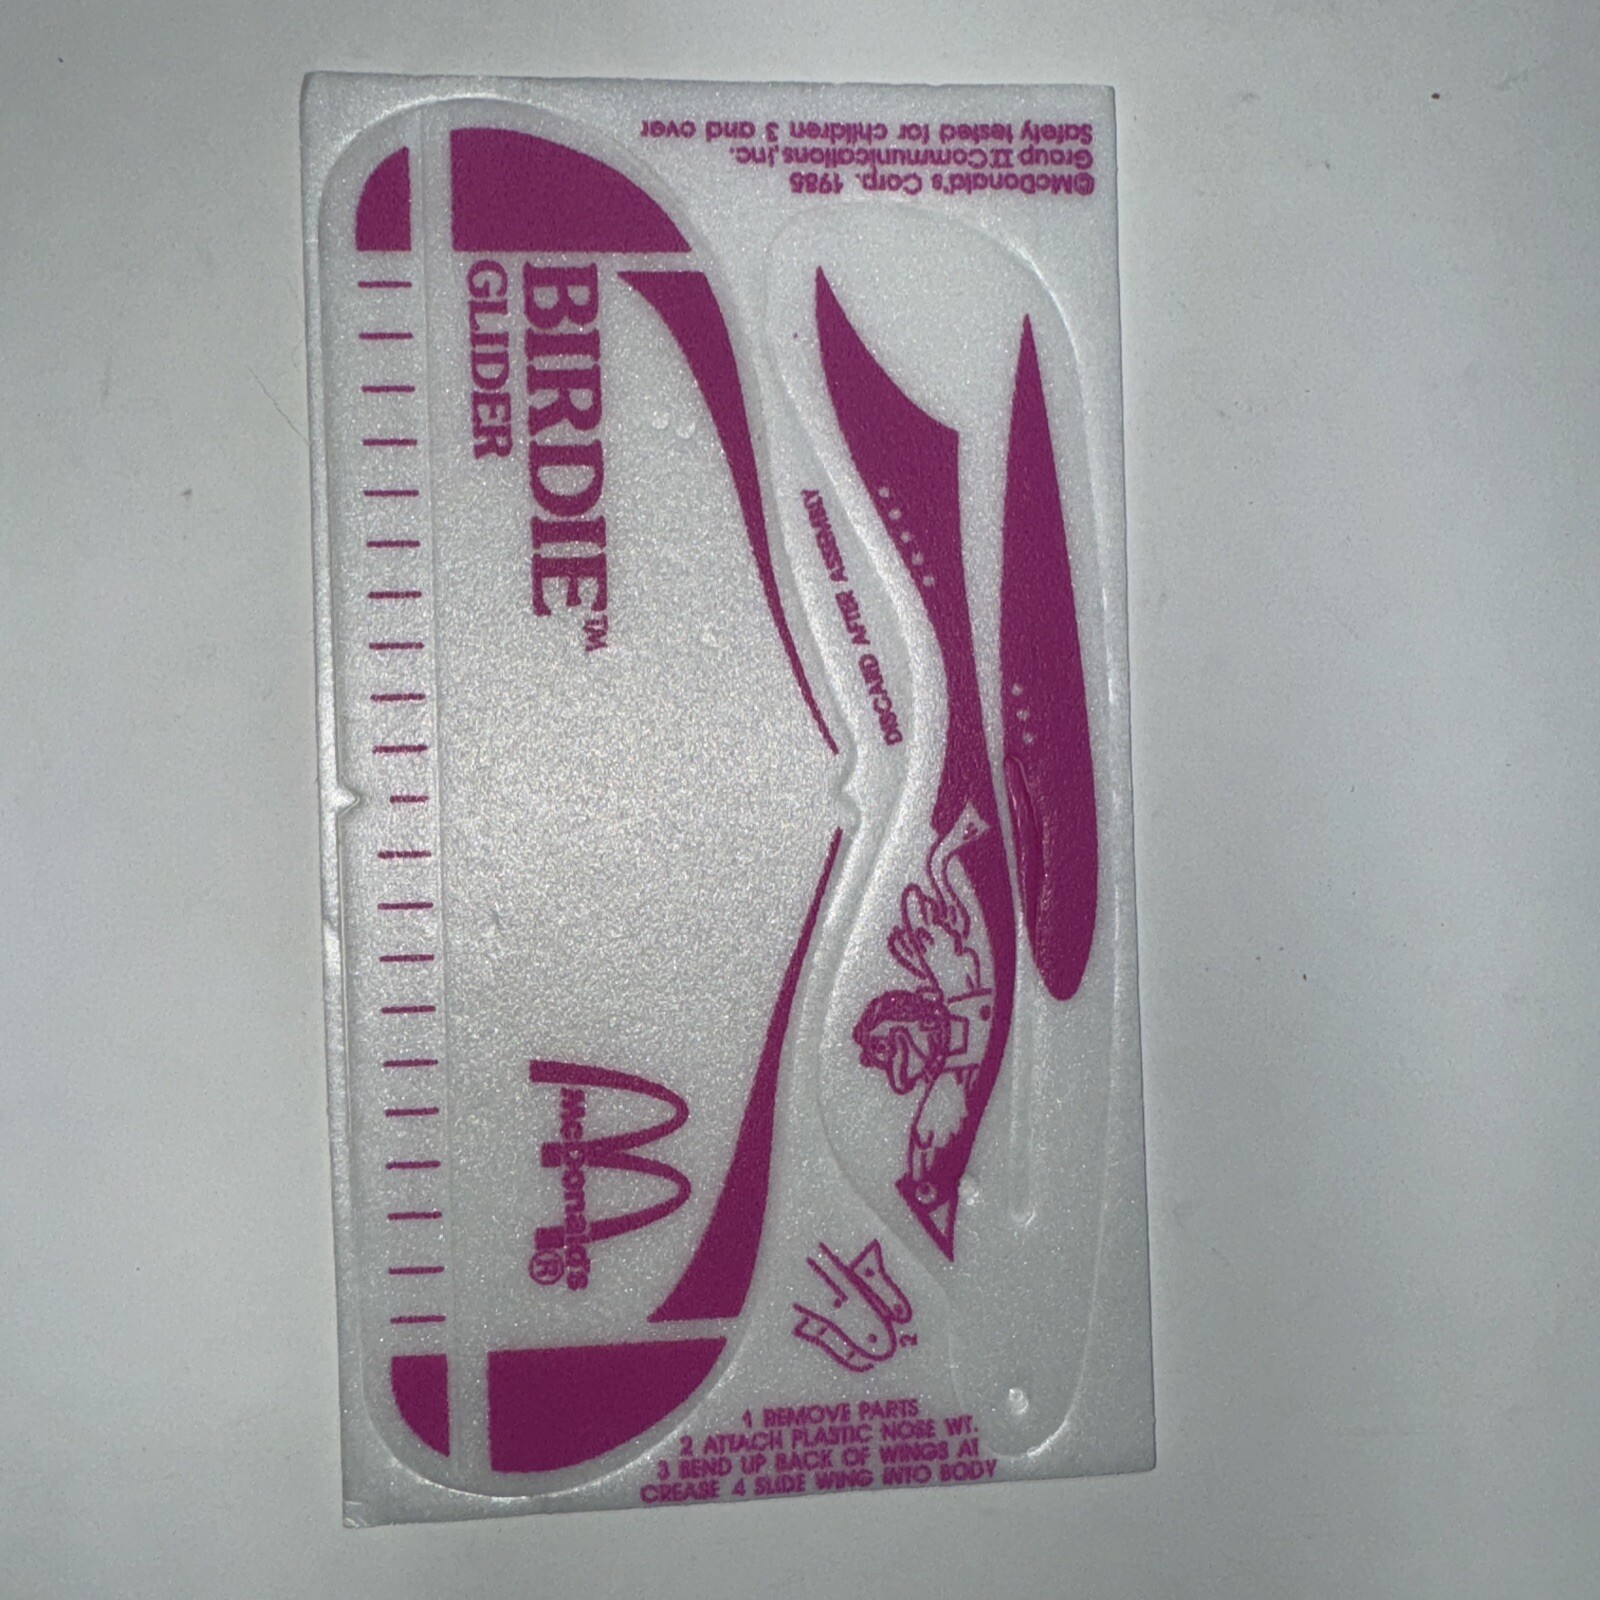 ©McDonald's Corp. 1985
Group II Communications, Inc.
Safety tested for children 3 and over
BIRDIE™
GLIDER
DISCARD AFTER ASSEMBLY
McDonald's®
2
1 REMOVE PARTS
2 ATTACH PLASTIC NOSE WT.
3 BEND UP BACK OF WINGS AT
CREASE 4 SLIDE WING INTO BODY